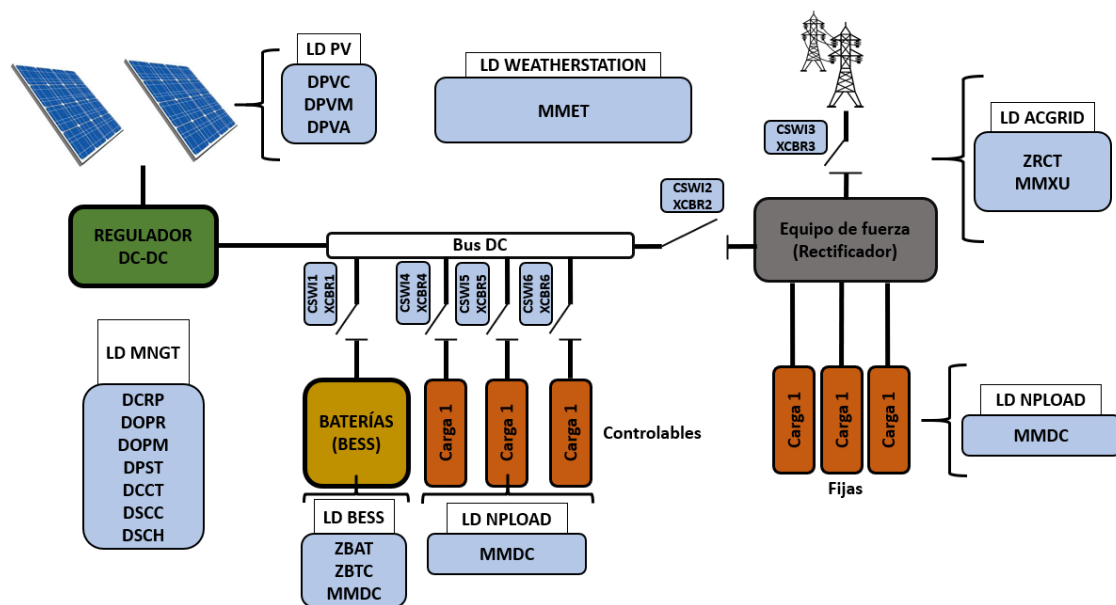 LD PV
DPVC
DPVM
DPVA
LD WEATHERSTATION
MMET
CSWI3
XCBR3
LD ACGRID
ZRCT
MMXU
CSWI2
XCBR2
REGULADOR
DC-DC
Bus DC
Equipo de fuerza
(Rectificador)
CSWI1
XCBR1
CSWI4
XCBR4
CSWI5
XCBR5
CSWI6
XCBR6
LD MNGT
DCRP
DOPR
DOPM
DPST
DCCT
DSCC
DSCH
BATERÍAS
(BESS)
Carga 1
Carga 1
Carga 1
Controlables
Carga 1
Carga 1
Carga 1
Fijas
LD NPLOAD
MMDC
LD BESS
ZBAT
ZBTC
MMDC
LD NPLOAD
MMDC